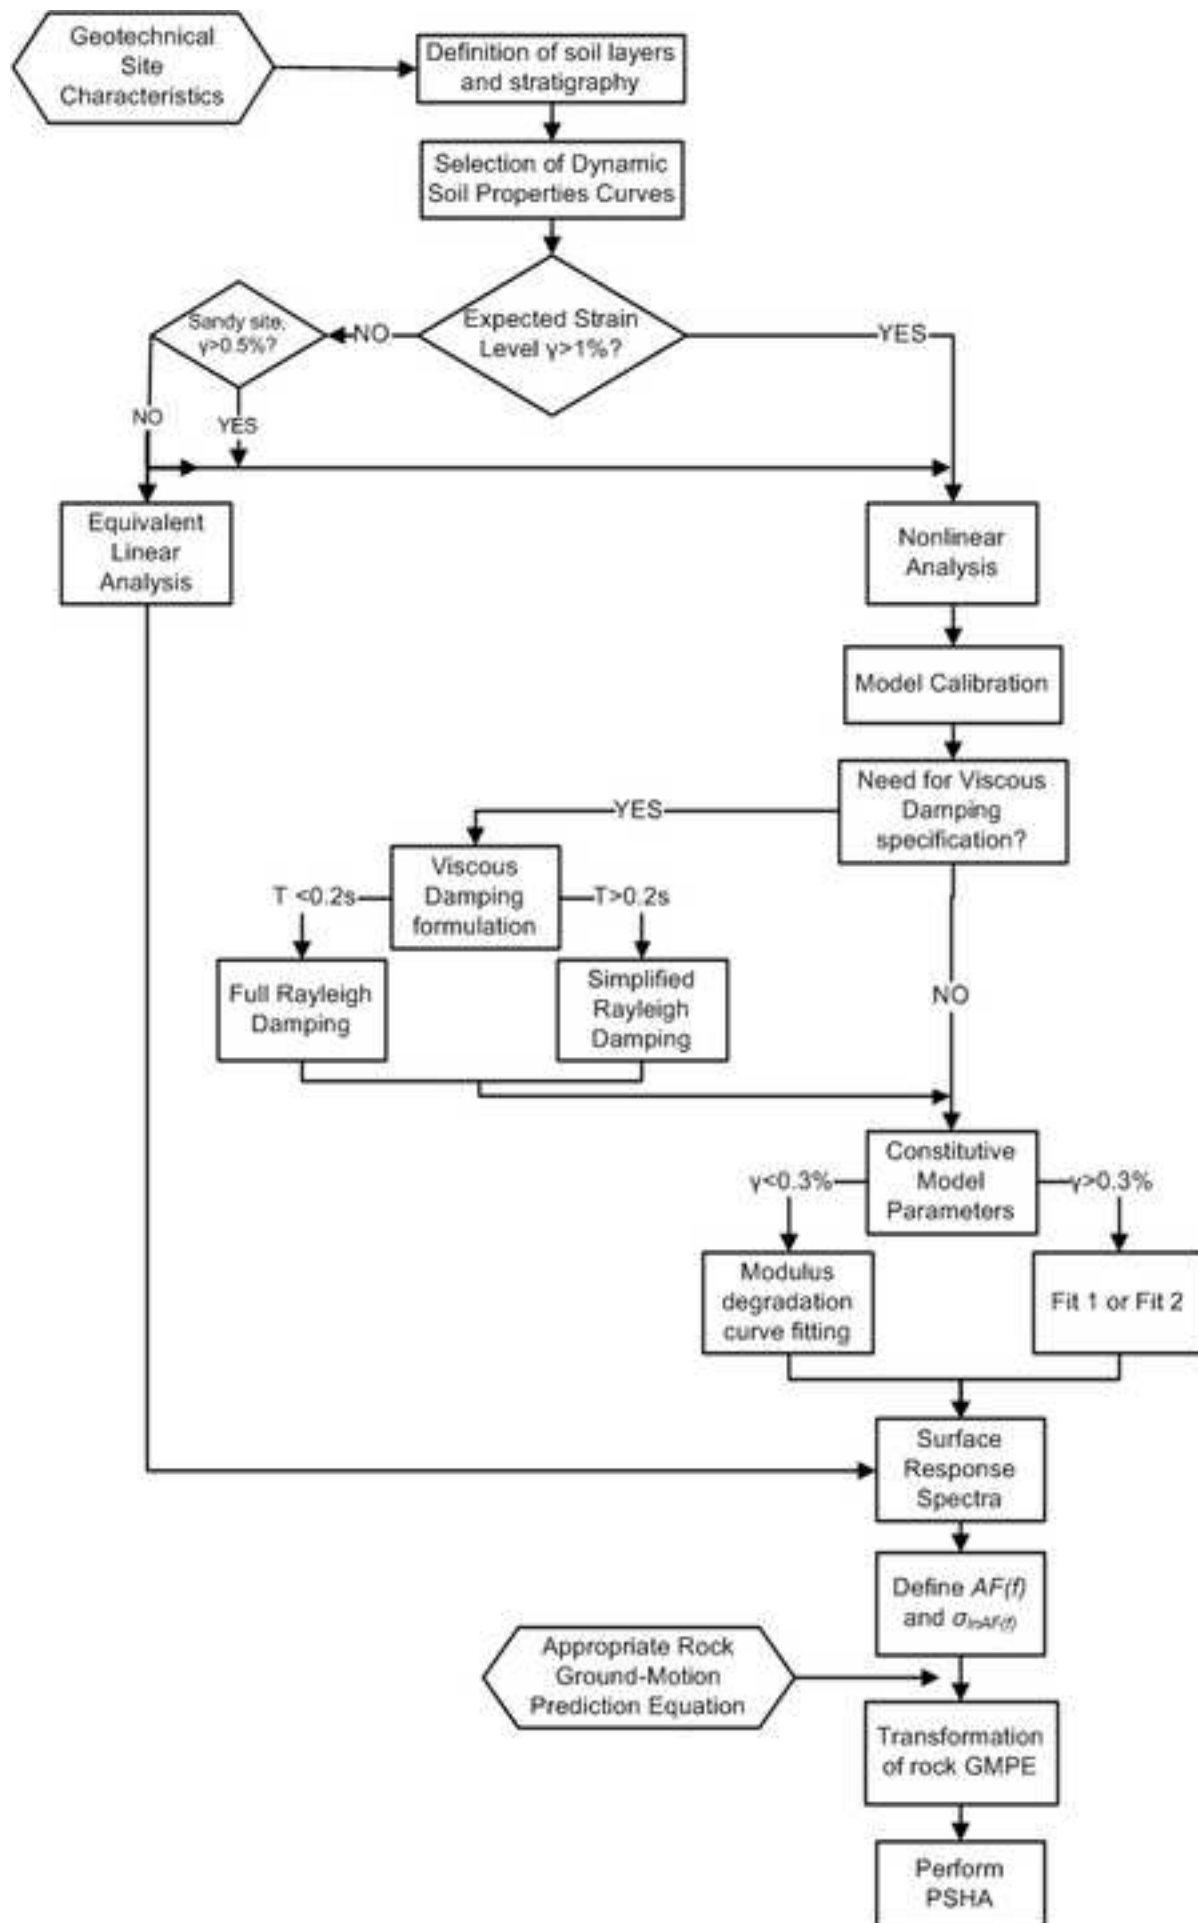 Geotechnical
Site
Characteristics
Definition of soil layers
and stratigraphy
Selection of Dynamic
Soil Properties Curves
Sandy site,
γ>0.5%?
NO
Expected Strain
Level γ>1%?
YES
NO
YES
Equivalent
Linear
Analysis
Nonlinear
Analysis
Model Calibration
Need for Viscous
Damping
specification?
YES
Viscous
Damping
formulation
T <0.2s
T>0.2s
Full Rayleigh
Damping
Simplified
Rayleigh
Damping
NO
Constitutive
Model
Parameters
γ<0.3%
γ>0.3%
Modulus
degradation
curve fitting
Fit 1 or Fit 2
Surface
Response
Spectra
Define AF(f)
and σlnAF(f)
Appropriate Rock
Ground-Motion
Prediction Equation
Transformation
of rock GMPE
Perform
PSHA